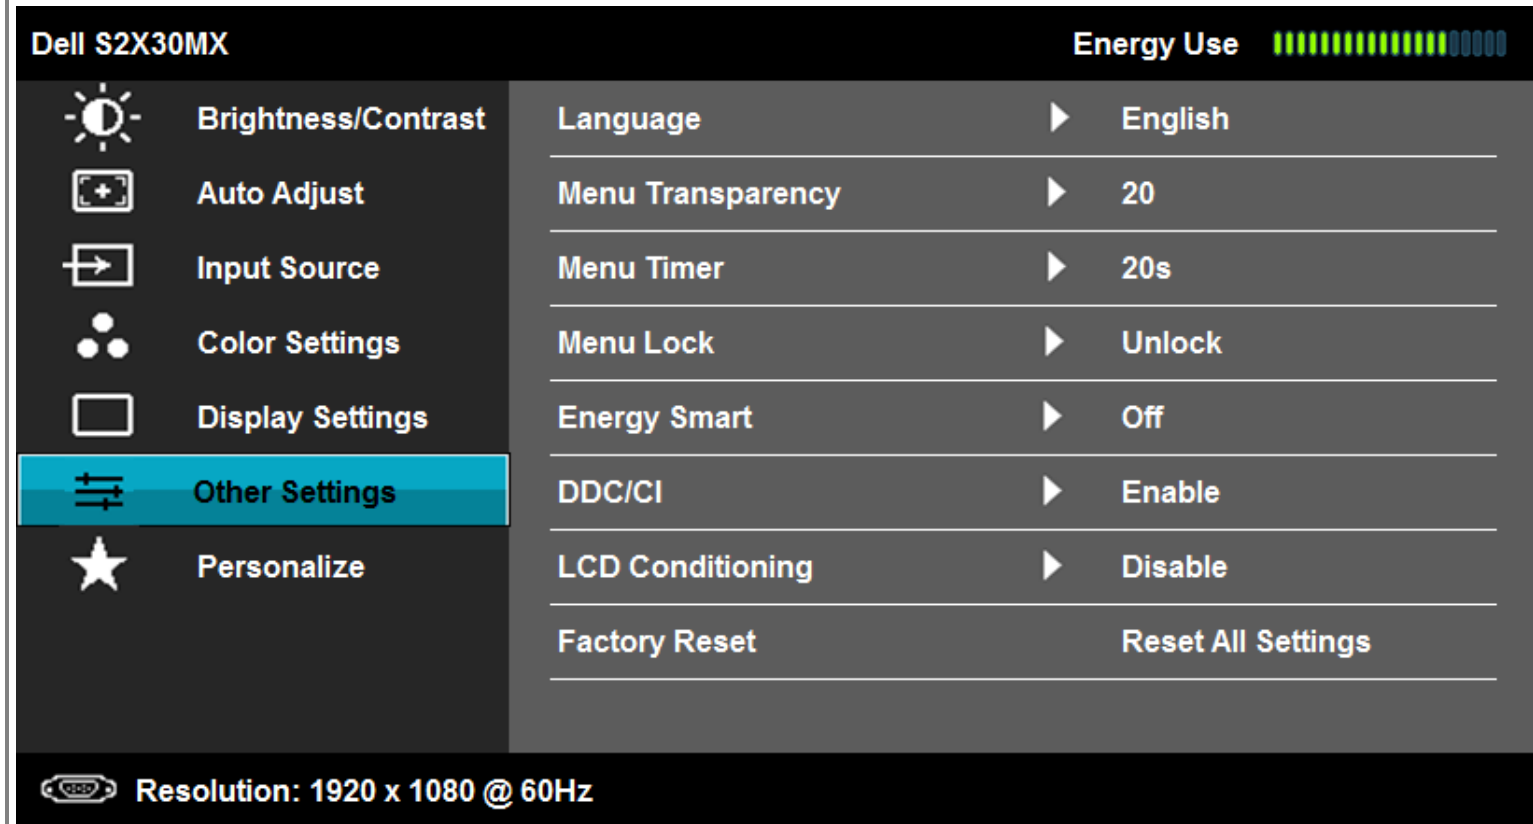 Dell S2X30MX Energy Use
Brightness/Contrast Language English
Auto Adjust Menu Transparency 20
Input Source Menu Timer 20s
Color Settings Menu Lock Unlock
Display Settings Energy Smart Off
Other Settings DDC/CI Enable
Personalize LCD Conditioning Disable
Factory Reset Reset All Settings
Resolution: 1920 x 1080 @ 60Hz